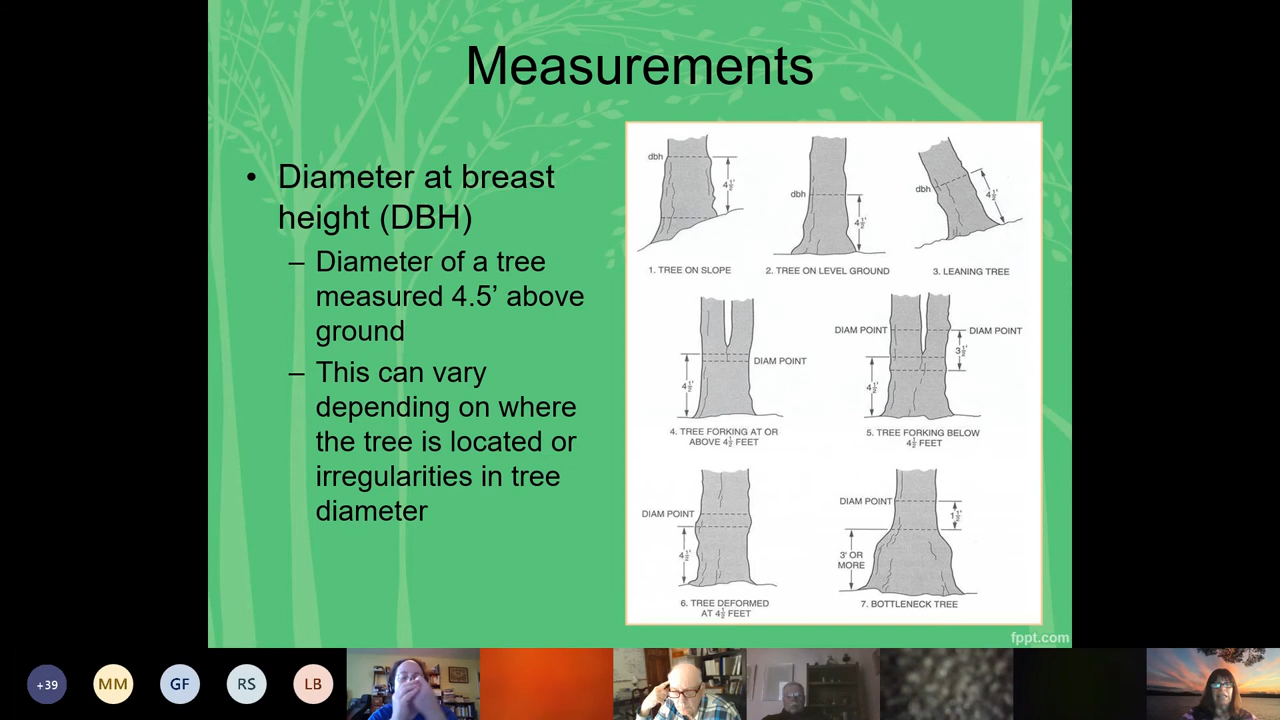 Measurements
• Diameter at breast
height (DBH)
– Diameter of a tree
measured 4.5’ above
ground
– This can vary
depending on where
the tree is located or
irregularities in tree
diameter
dbh
4½'
1. TREE ON SLOPE
dbh
4½'
2. TREE ON LEVEL GROUND
dbh
4½'
3. LEANING TREE
DIAM POINT
4½'
4. TREE FORKING AT OR
ABOVE 4½ FEET
DIAM POINT
DIAM POINT
3½'
4½'
5. TREE FORKING BELOW
4½ FEET
DIAM POINT
4½'
6. TREE DEFORMED
AT 4½ FEET
DIAM POINT
1½'
3' OR
MORE
7. BOTTLENECK TREE
fppt.com
+39
MM
GF
RS
LB